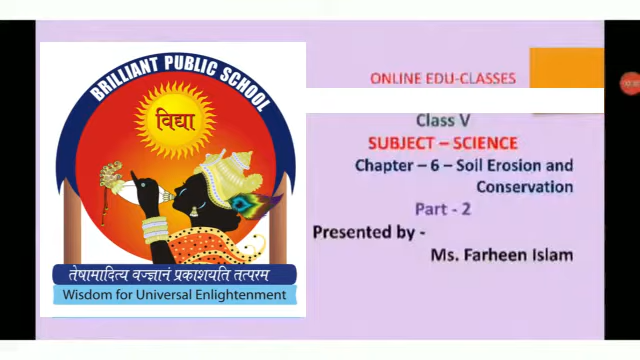 BRILLIANT PUBLIC SCHOOL
विद्या
तेषामादित्य वज्ज्ञानं प्रकाशयति तत्परम
Wisdom for Universal Enlightenment
ONLINE EDU-CLASSES
Class V
SUBJECT – SCIENCE
Chapter – 6 – Soil Erosion and
Conservation
Part - 2
Presented by -
Ms. Farheen Islam